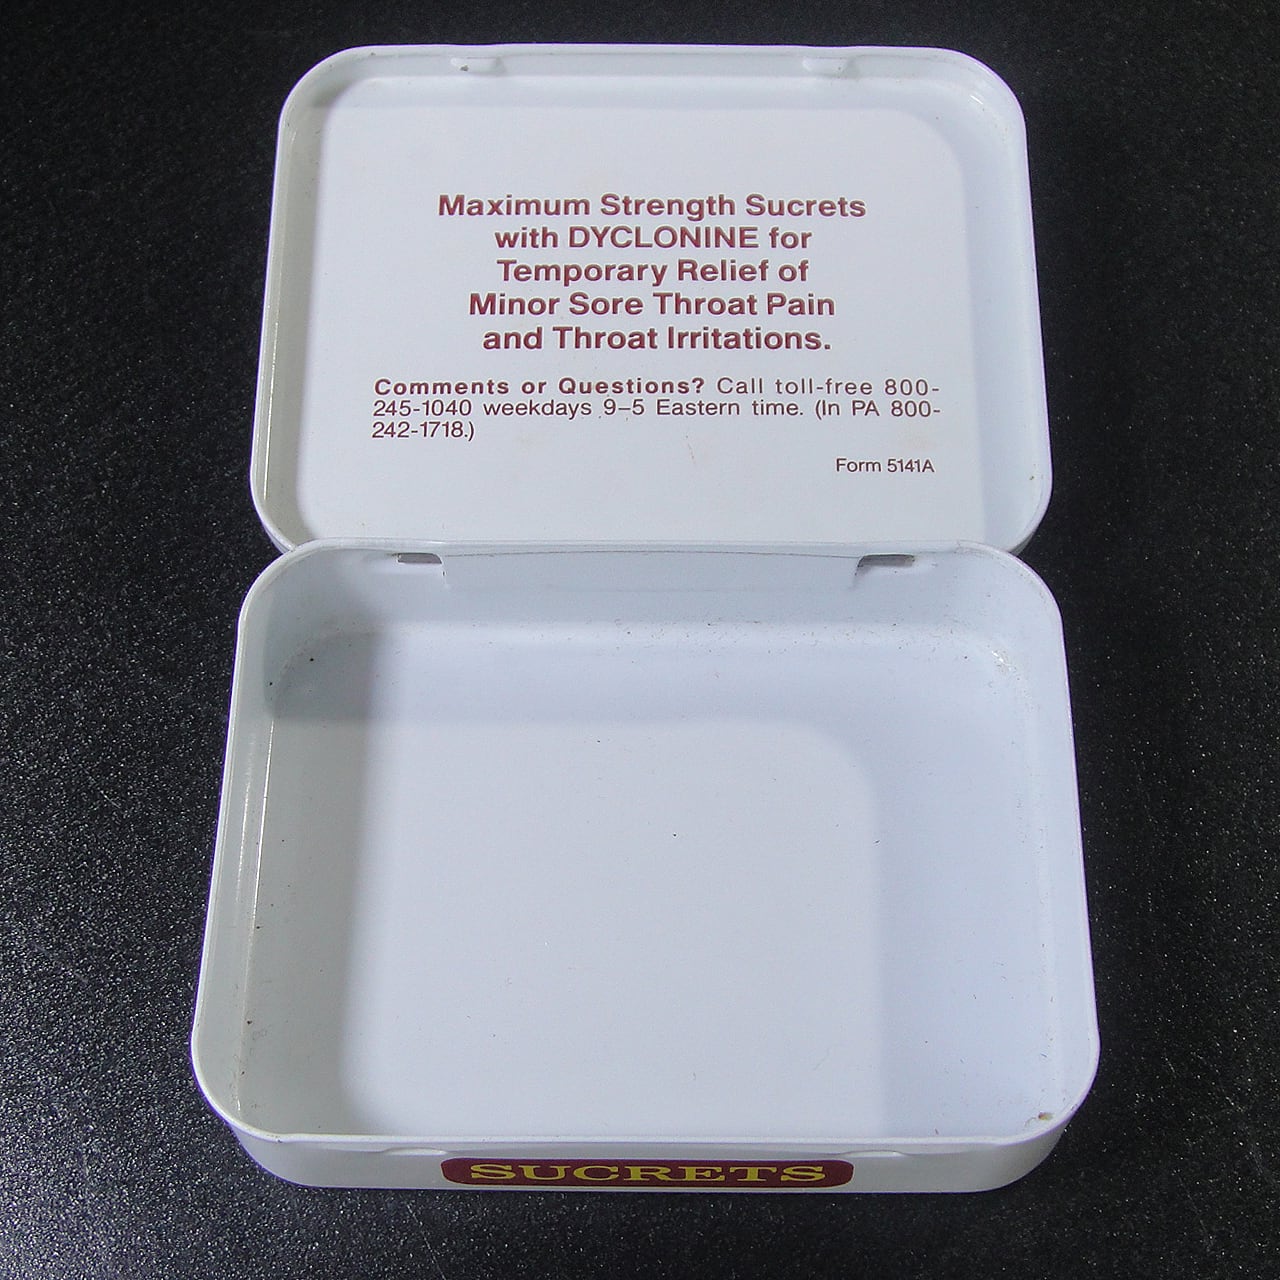 Maximum Strength Sucrets
with DYCLONINE for
Temporary Relief of
Minor Sore Throat Pain
and Throat Irritations.
Comments or Questions? Call toll-free 800-
245-1040 weekdays 9–5 Eastern time. (In PA 800-
242-1718.)
Form 5141A
SUCRETS